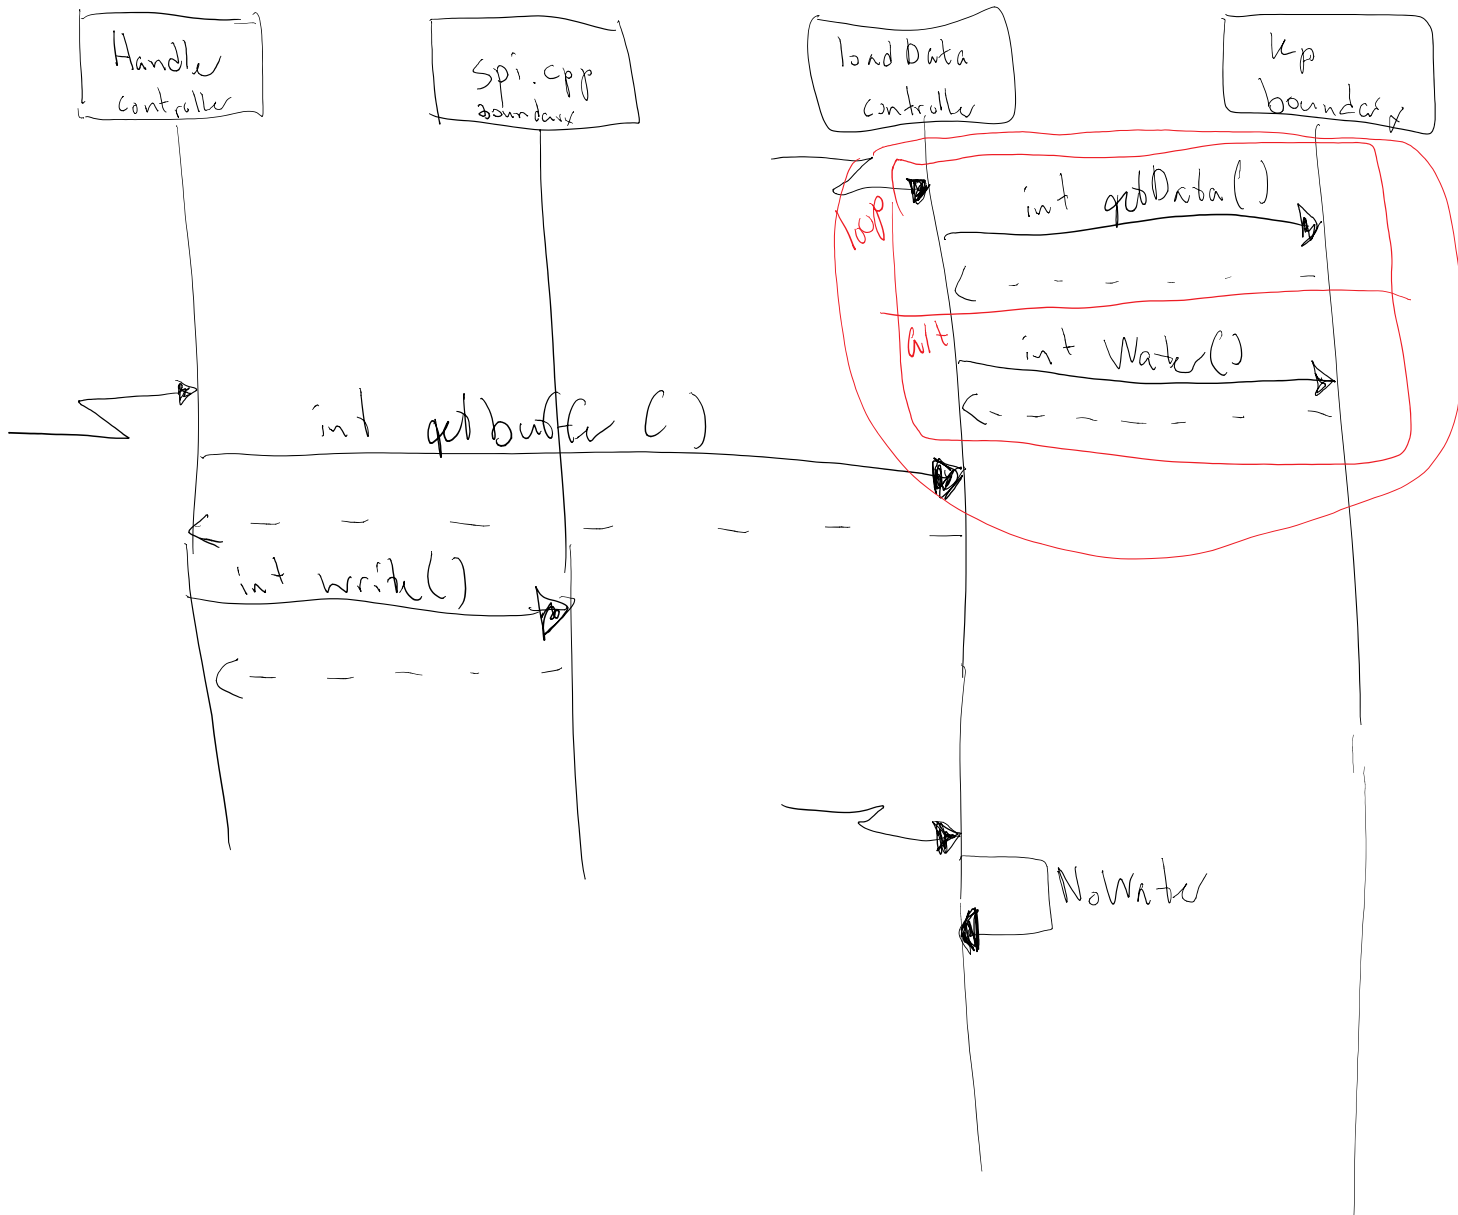 Handler
controller
spi.cpp
boundary
loadData
controller
Kp
boundary
int getData()
loop
alt
int Water()
int getbuffer()
int write()
NoWater